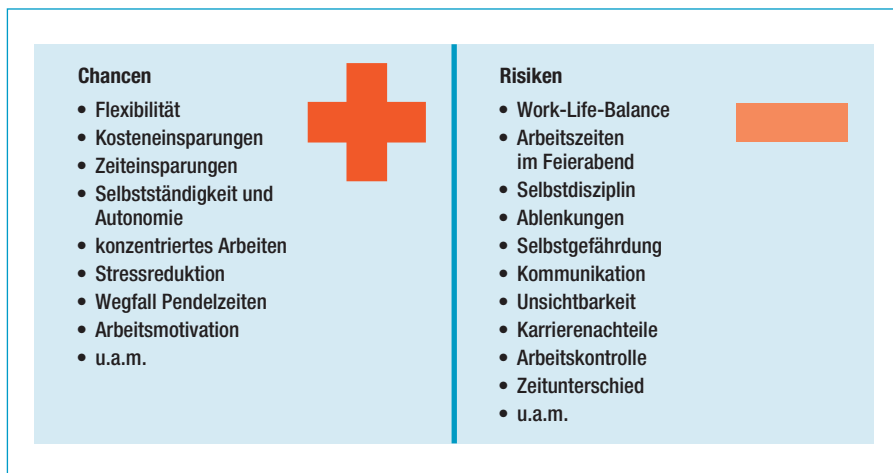 Chancen
• Flexibilität
• Kosteneinsparungen
• Zeiteinsparungen
• Selbstständigkeit und
Autonomie
• konzentriertes Arbeiten
• Stressreduktion
• Wegfall Pendelzeiten
• Arbeitsmotivation
• u.a.m.
Risiken
• Work-Life-Balance
• Arbeitszeiten
im Feierabend
• Selbstdisziplin
• Ablenkungen
• Selbstgefährdung
• Kommunikation
• Unsichtbarkeit
• Karrierenachteile
• Arbeitskontrolle
• Zeitunterschied
• u.a.m.